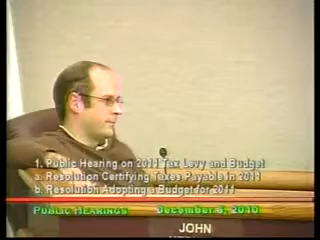 1. Public Hearing on 2011 Tax Levy and Budget
a. Resolution Certifying Taxes Payable in 2011
b. Resolution Adopting a Budget for 2011
PUBLIC HEARINGS December 6, 2010
JOHN